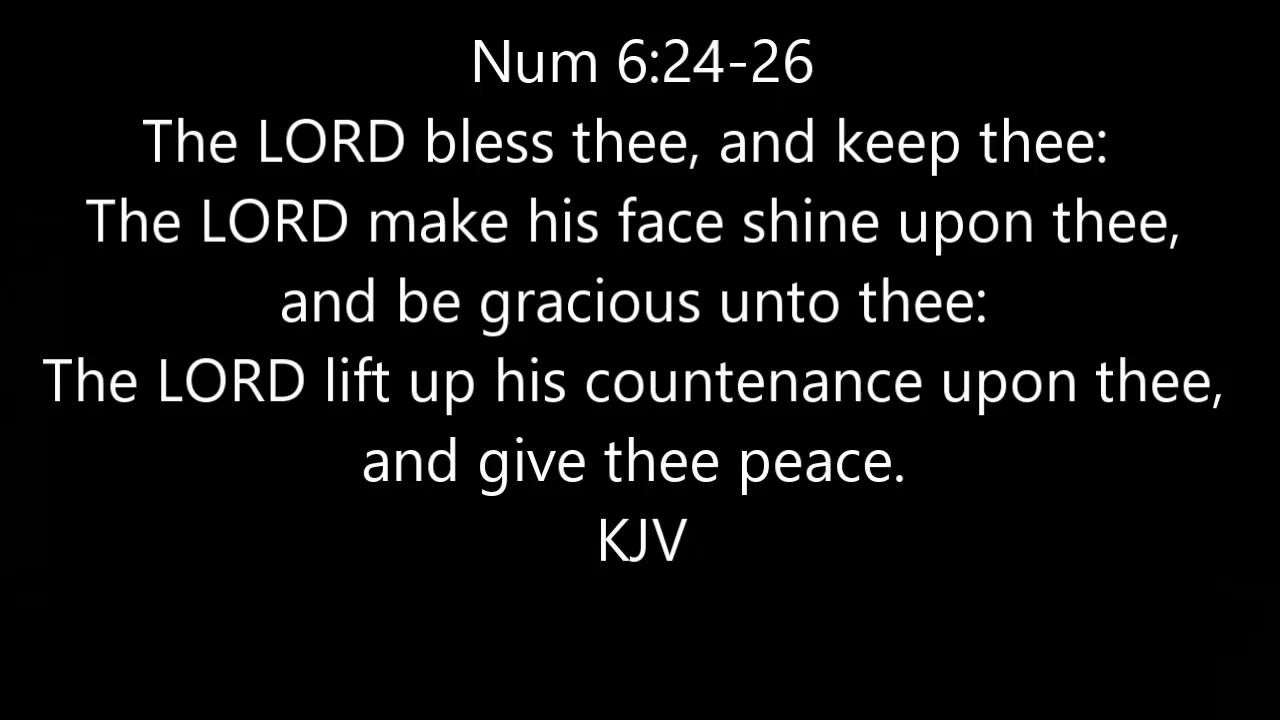 Num 6:24-26
The LORD bless thee, and keep thee:
The LORD make his face shine upon thee,
and be gracious unto thee:
The LORD lift up his countenance upon thee,
and give thee peace.
KJV